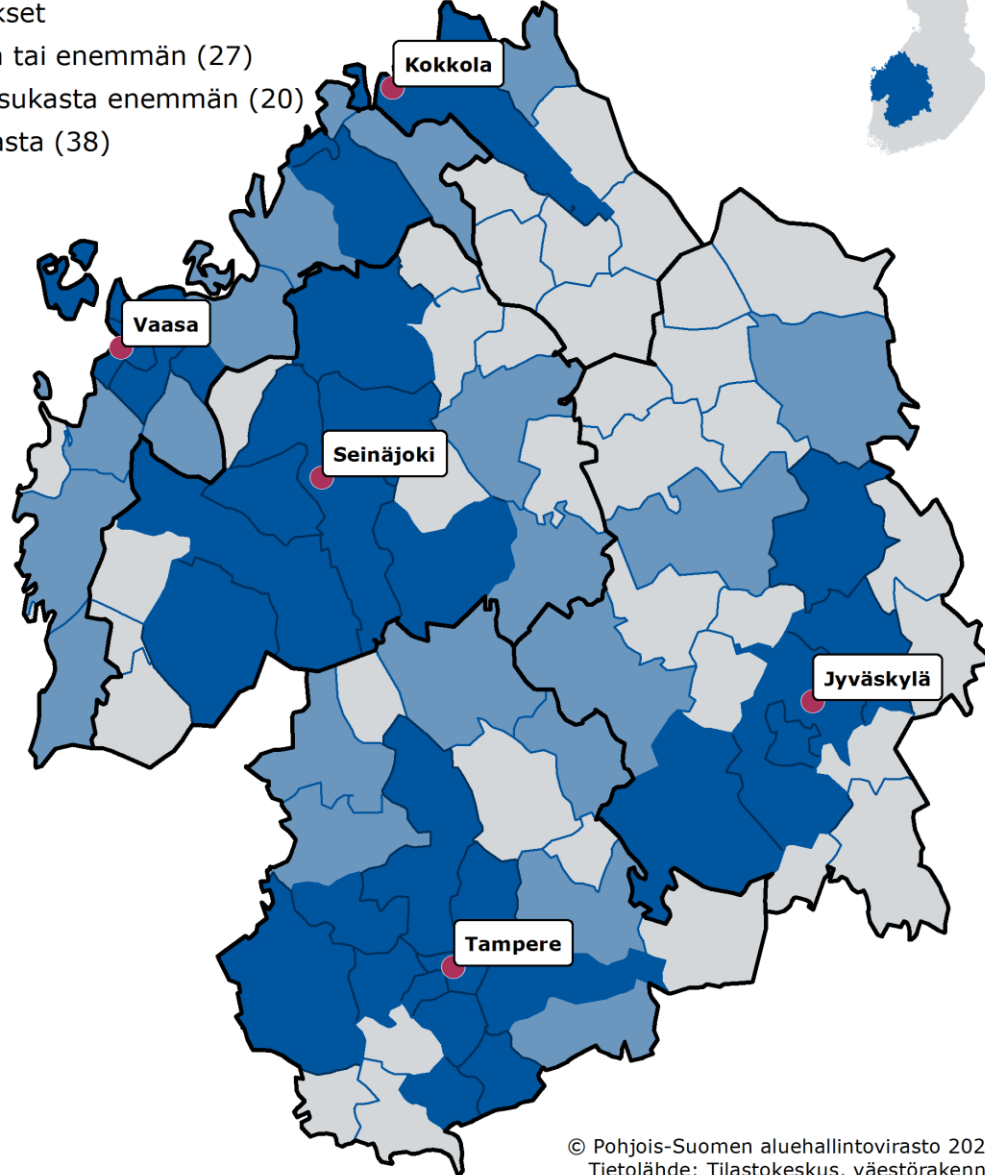 kset
tai enemmän (27)
sukasta enemmän (20)
asta (38)
Kokkola
Vaasa
Seinäjoki
Jyväskylä
Tampere
© Pohjois-Suomen aluehallintovirasto 202
Tietolähde: Tilastokeskus, väestörakenn